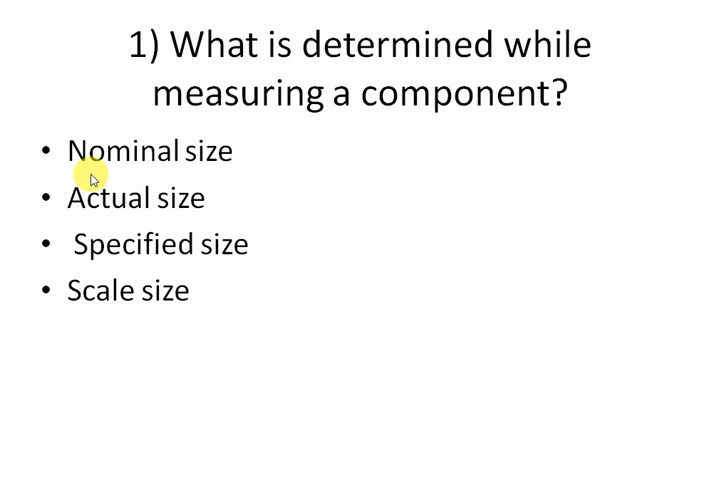 1) What is determined while
measuring a component?
• Nominal size
• Actual size
• Specified size
• Scale size